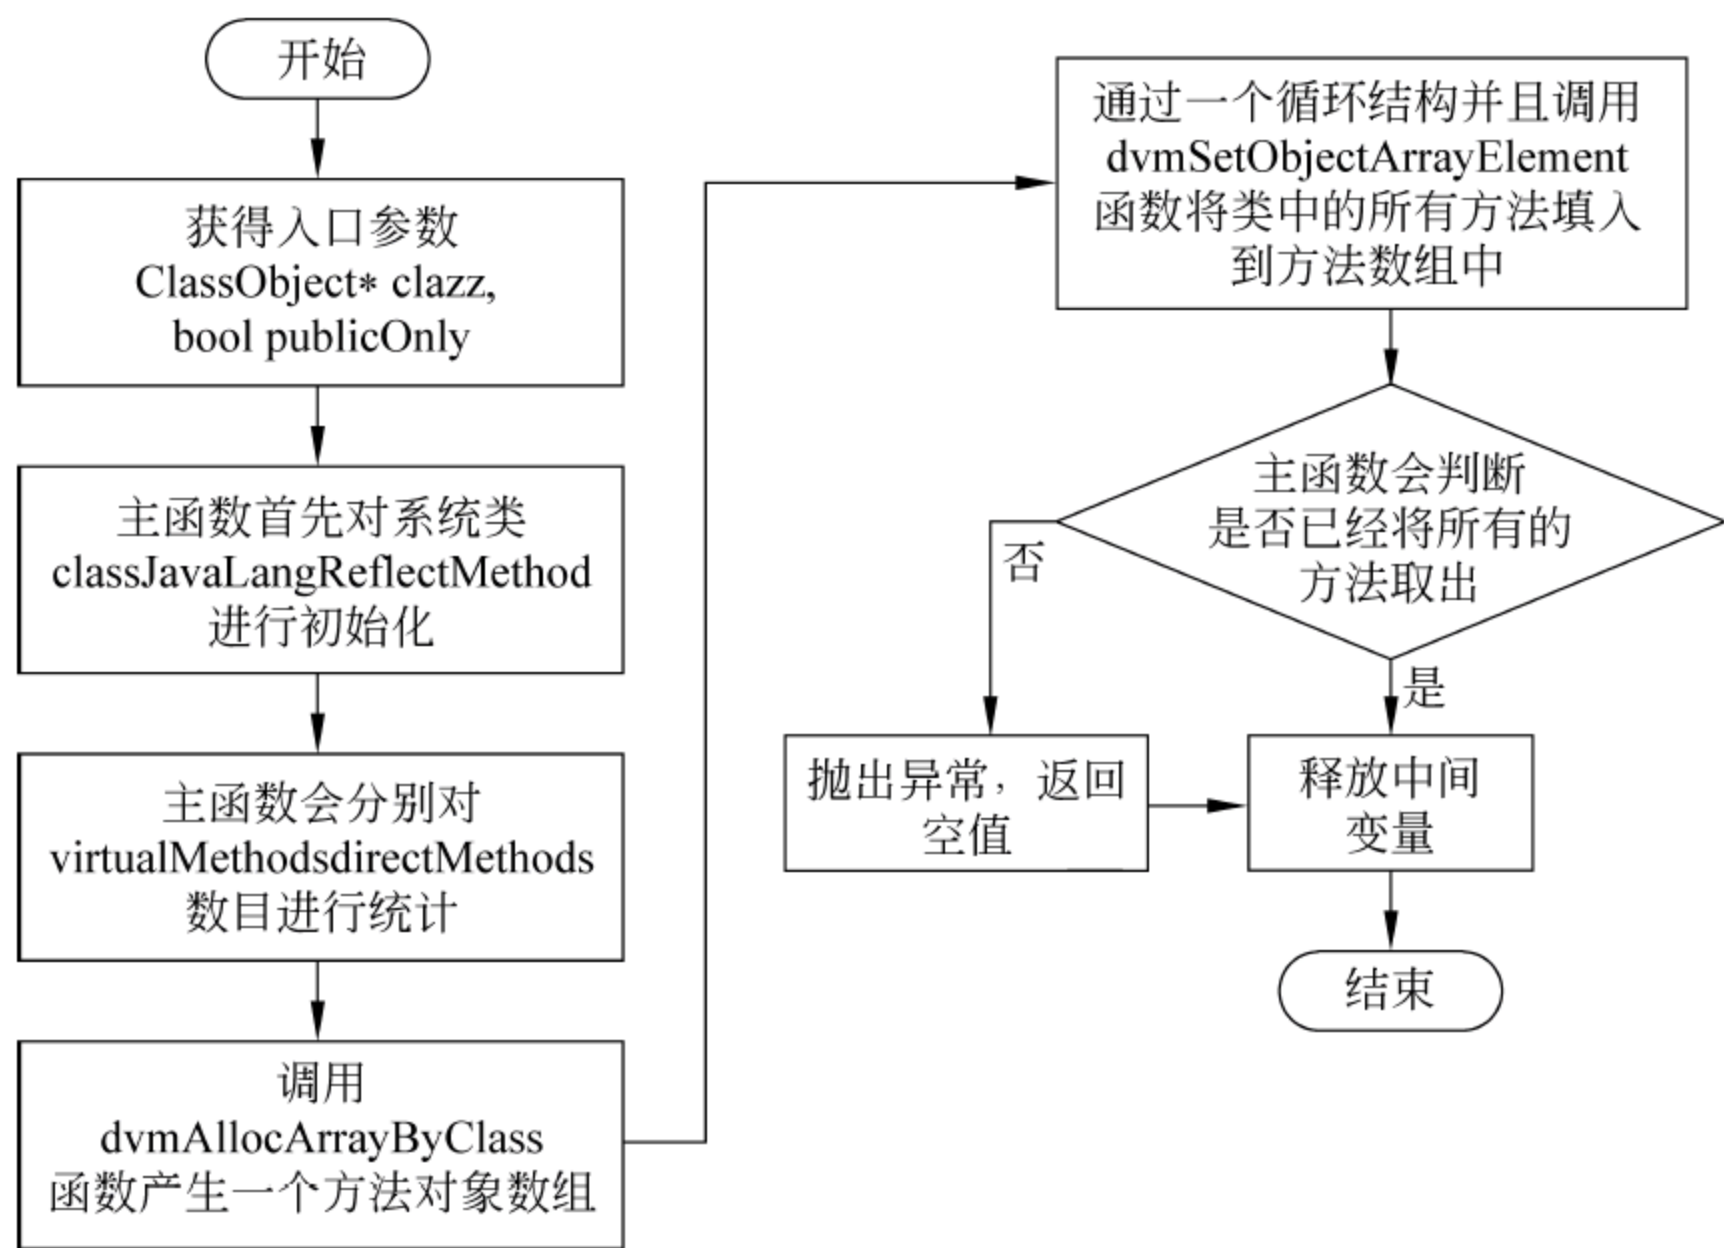 开始
获得入口参数
ClassObject* clazz,
bool publicOnly
主函数首先对系统类
classJavaLangReflectMethod
进行初始化
主函数会分别对
virtualMethodsdirectMethods
数目进行统计
调用
dvmAllocArrayByClass
函数产生一个方法对象数组
通过一个循环结构并且调用
dvmSetObjectArrayElement
函数将类中的所有方法填入
到方法数组中
主函数会判断
是否已经将所有的
方法取出
否
是
抛出异常，返回
空值
释放中间
变量
结束